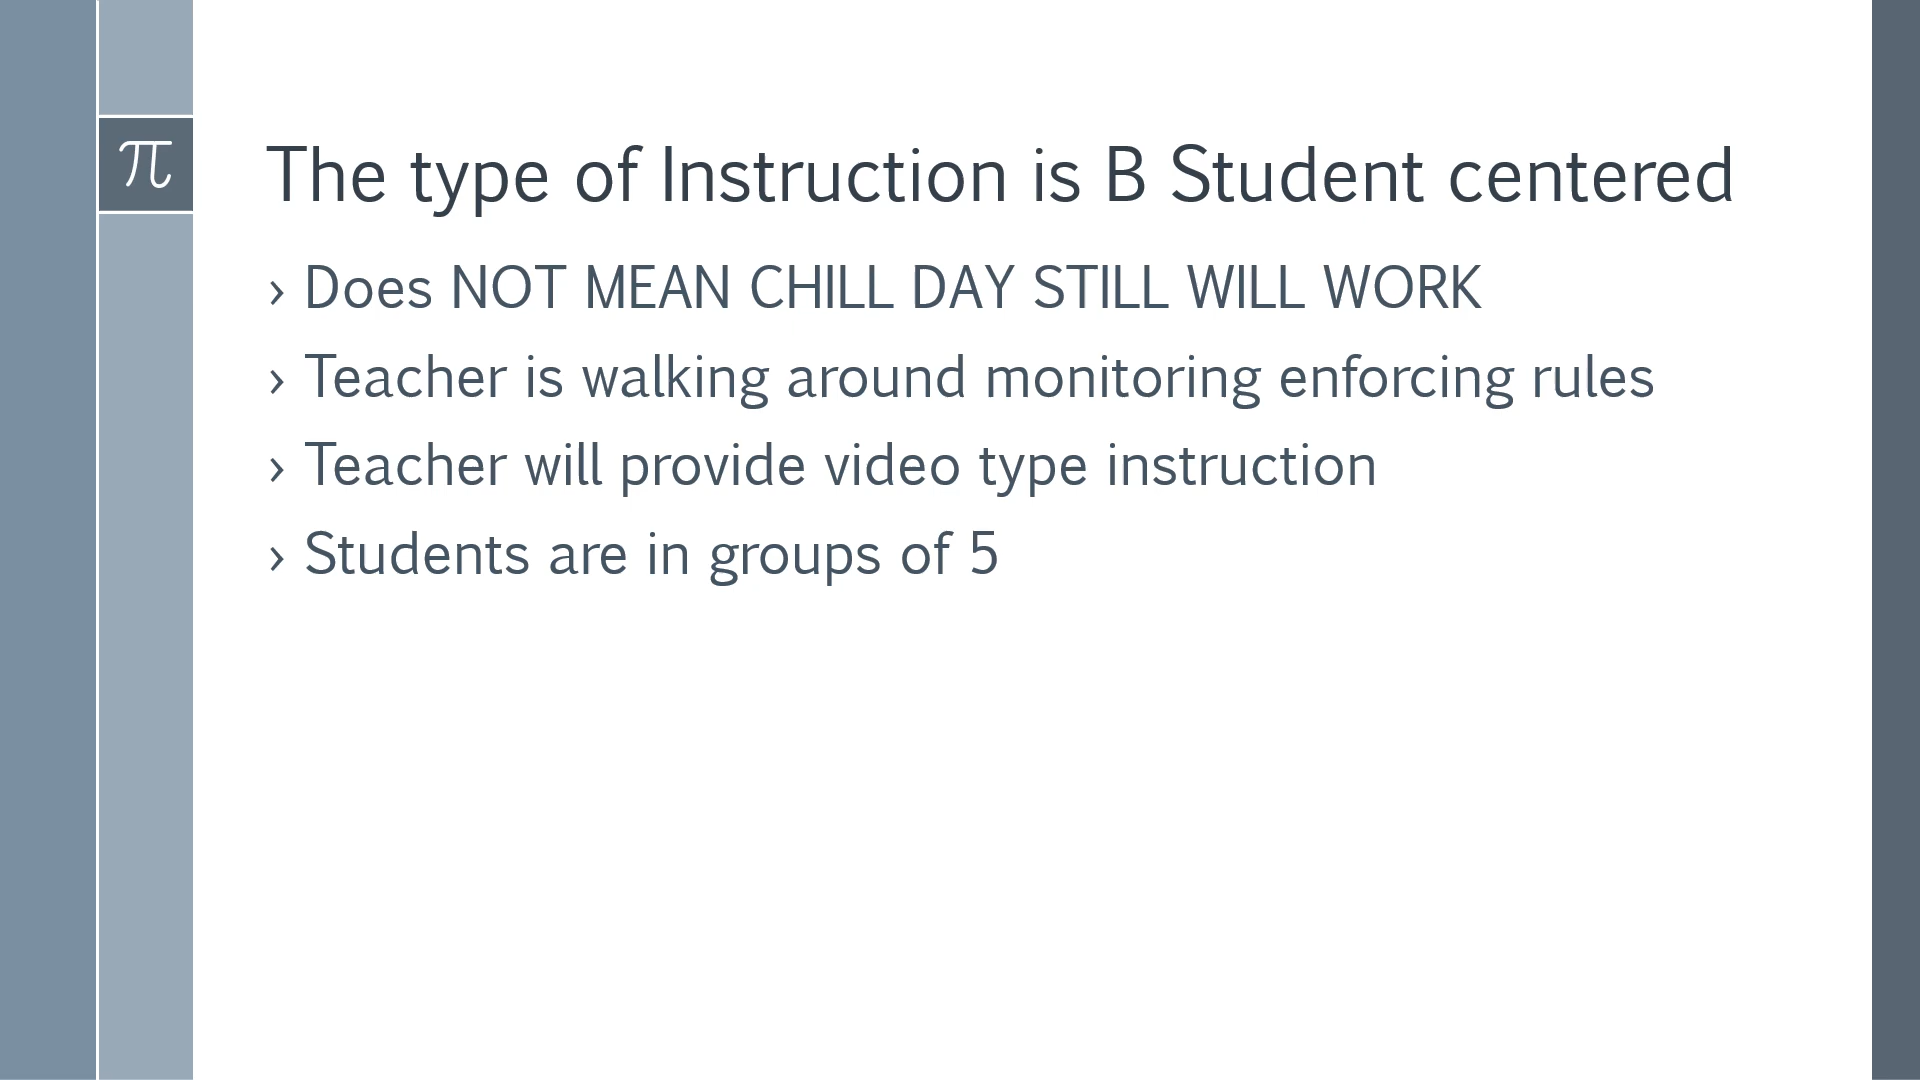 π
The type of Instruction is B Student centered
› Does NOT MEAN CHILL DAY STILL WILL WORK
› Teacher is walking around monitoring enforcing rules
› Teacher will provide video type instruction
› Students are in groups of 5